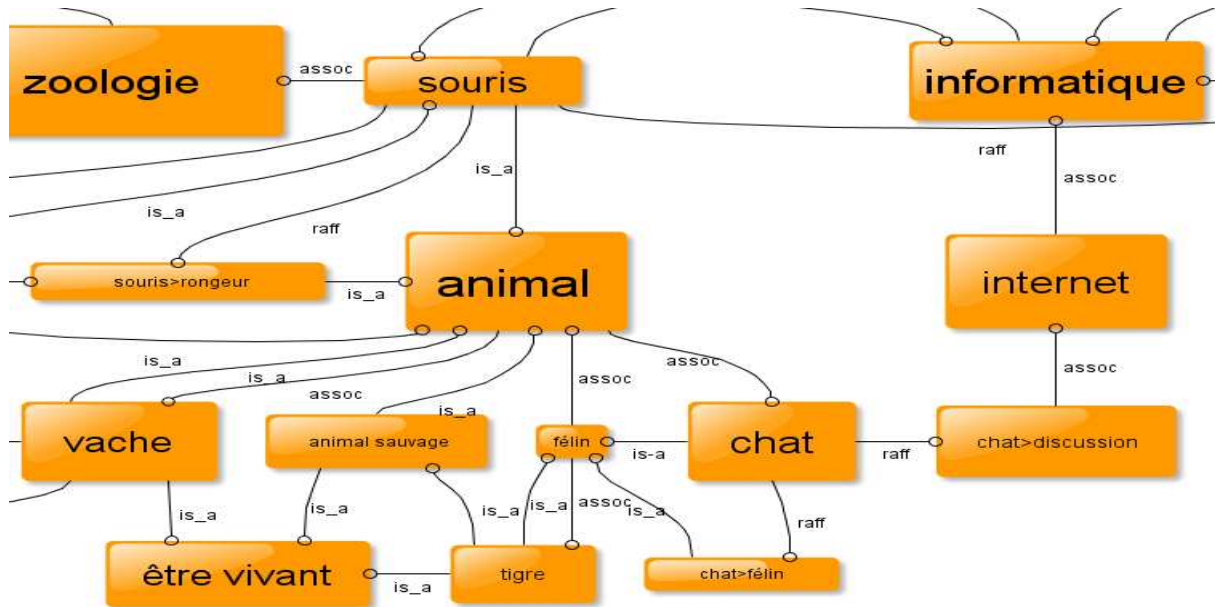 zoologie
assoc
souris
informatique
raff
is_a
assoc
is_a
raff
souris>rongeur
is_a
animal
internet
is_a
is_a
assoc
is_a
assoc
assoc
assoc
vache
animal sauvage
félin
is-a
chat
raff
chat>discussion
is_a
is_a
is_a
is_a
assoc
is_a
raff
être vivant
is_a
tigre
chat>félin